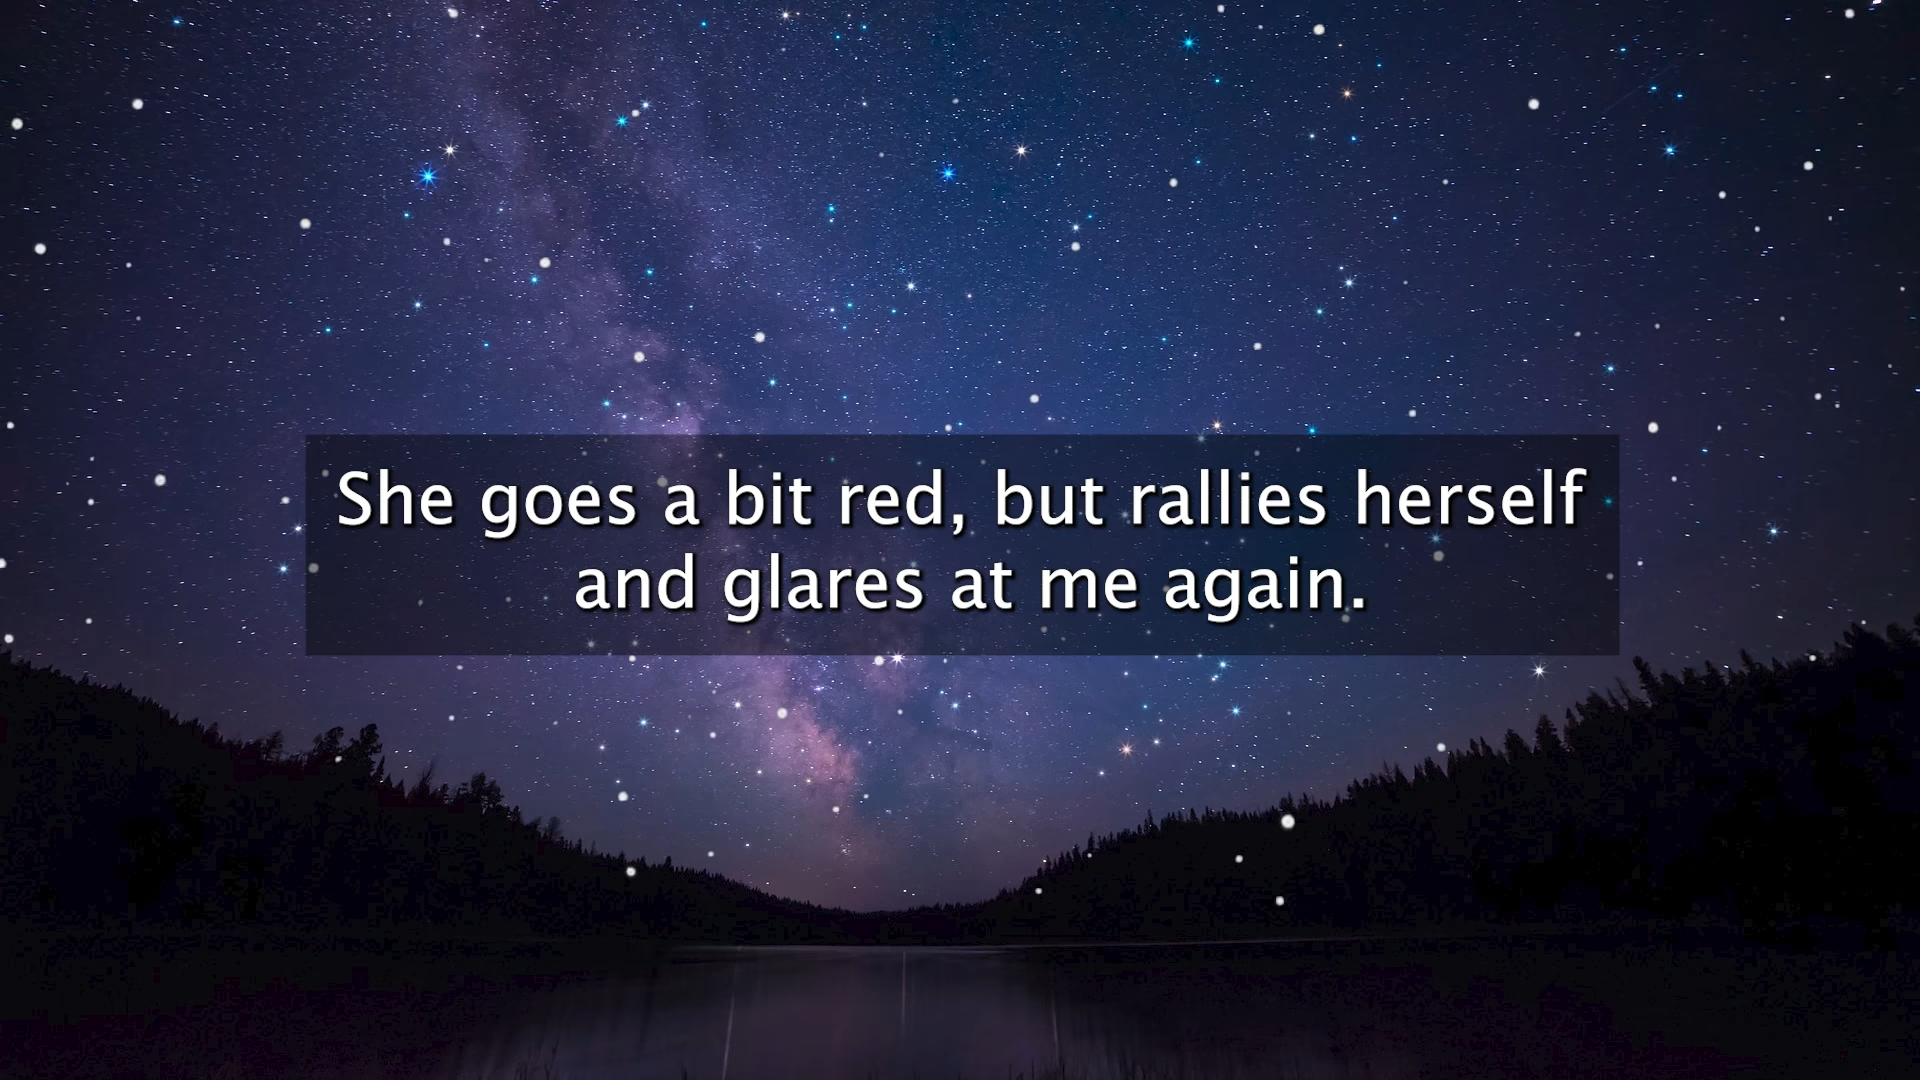 She goes a bit red, but rallies herself
and glares at me again.